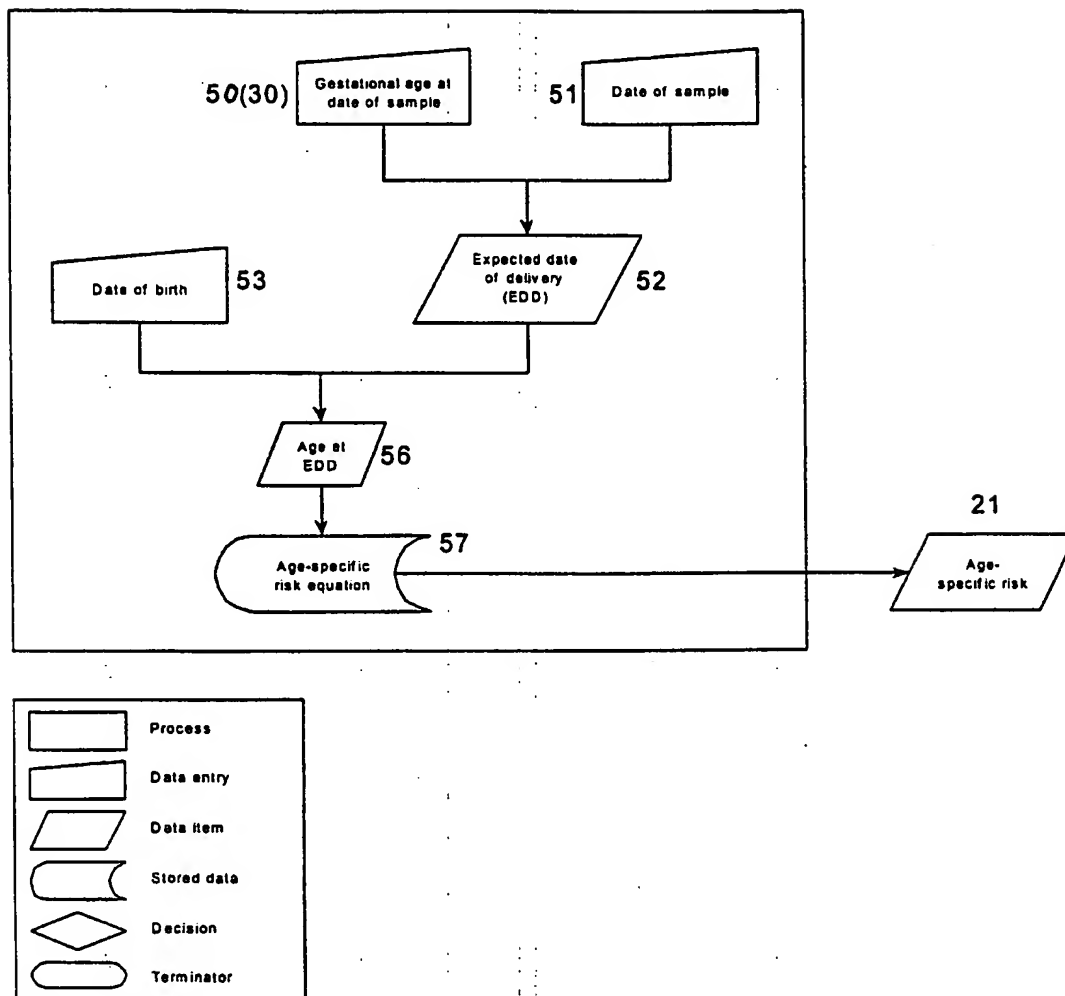 50(30)
Gestational age at
date of sample
51
Date of sample
Date of birth
53
Expected date
of delivery
(EDD)
52
Age at
EDD
56
Age-specific
risk equation
57
21
Age-
specific risk
Process
Data entry
Data item
Stored data
Decision
Terminator